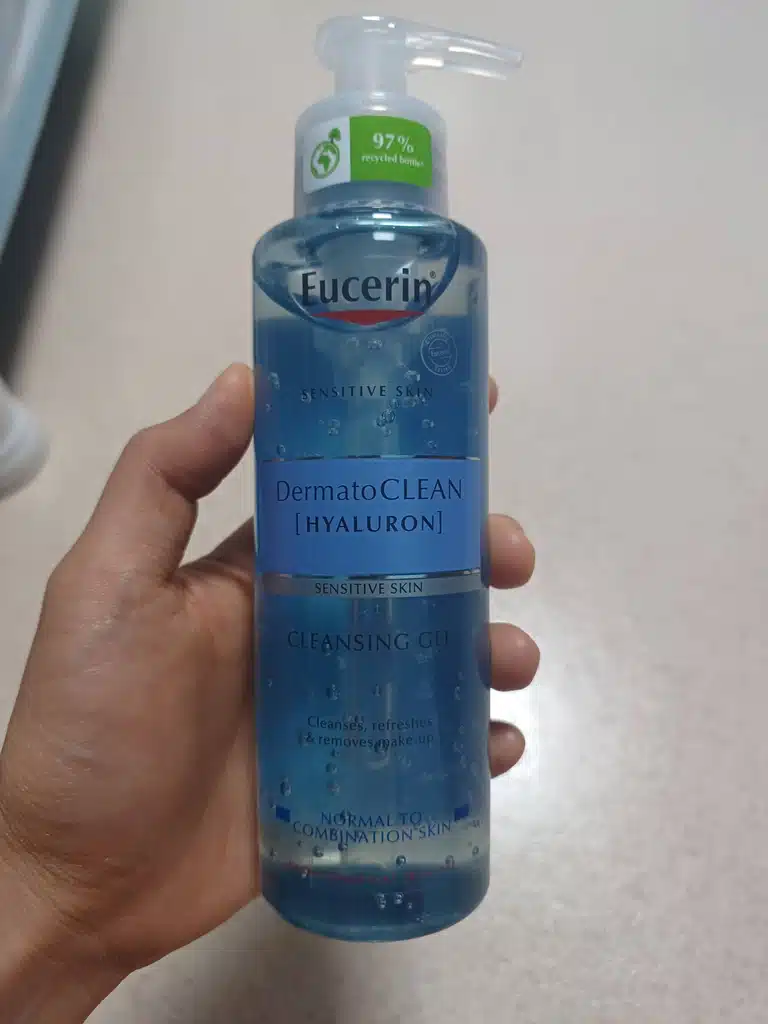 97%
recycled bottle
Eucerin®
SENSITIVE SKIN
DermatoCLEAN
[HYALURON]
SENSITIVE SKIN
CLEANSING GEL
Cleanses, refreshes
& removes make-up
NORMAL TO
COMBINATION SKIN